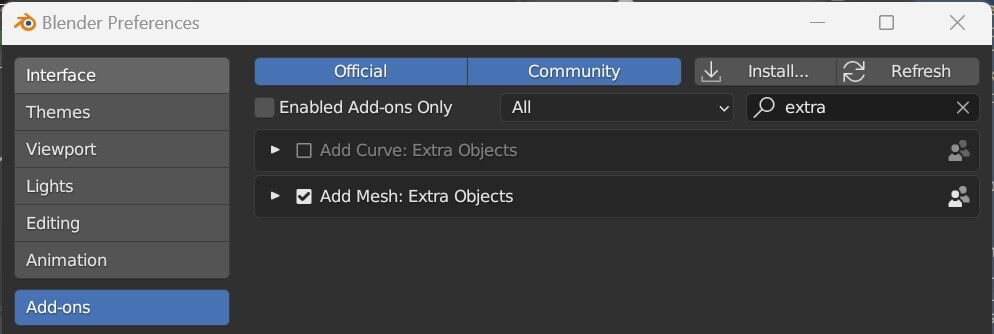 Blender Preferences
Interface
Themes
Viewport
Lights
Editing
Animation
Add-ons
Official Community Install... Refresh
Enabled Add-ons Only All extra
Add Curve: Extra Objects
Add Mesh: Extra Objects